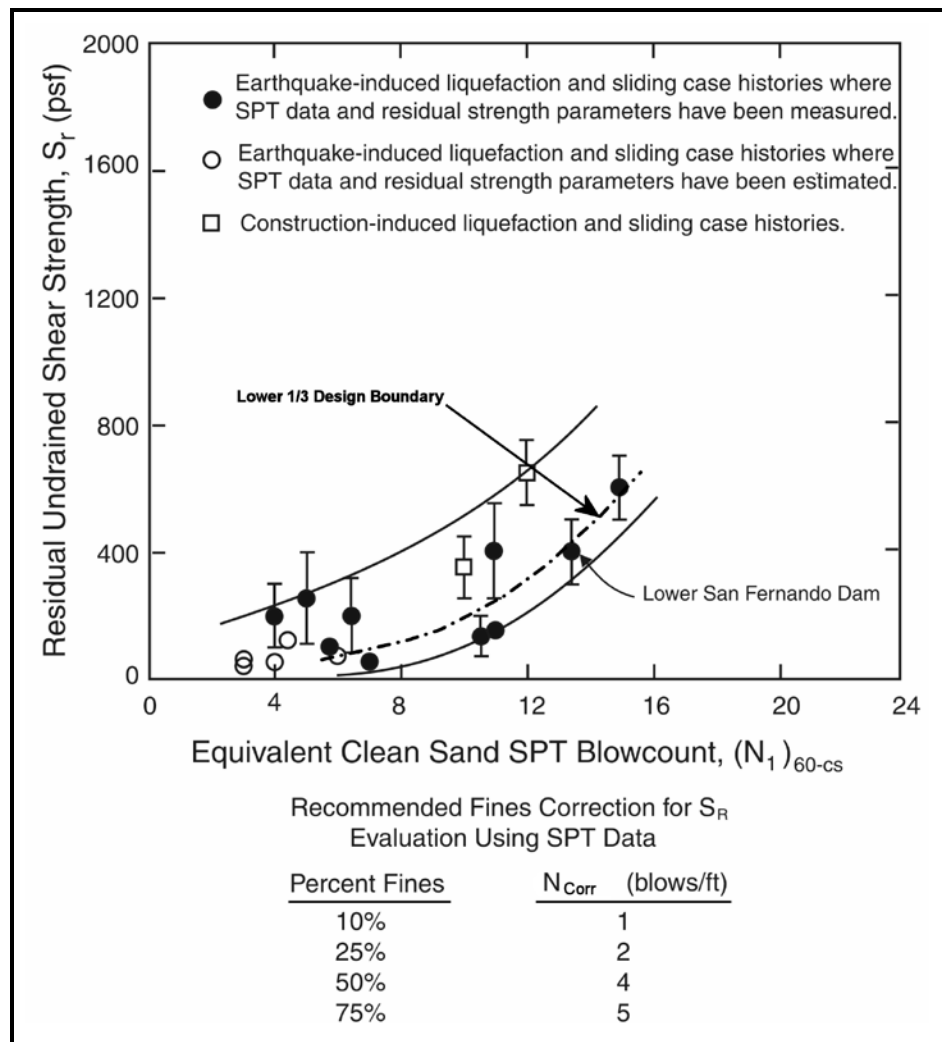 2000
1600
1200
800
400
0
Residual Undrained Shear Strength, Sr (psf)
Earthquake-induced liquefaction and sliding case histories where
SPT data and residual strength parameters have been measured.
Earthquake-induced liquefaction and sliding case histories where
SPT data and residual strength parameters have been estimated.
Construction-induced liquefaction and sliding case histories.
Lower 1/3 Design Boundary
Lower San Fernando Dam
0 4 8 12 16 20 24
Equivalent Clean Sand SPT Blowcount, (N1)60-cs
Recommended Fines Correction for SR
Evaluation Using SPT Data
Percent Fines NCorr (blows/ft)
10% 1
25% 2
50% 4
75% 5